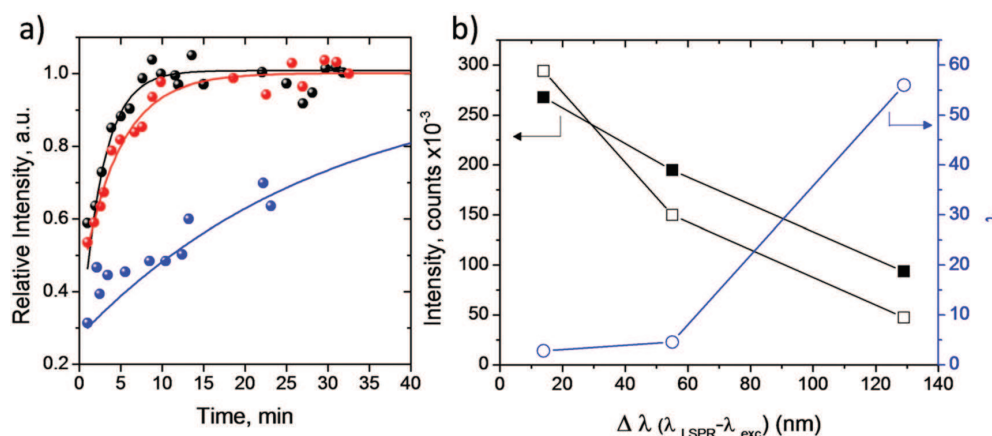 a)
Relative Intensity, a.u.
1.0
0.8
0.6
0.4
0.2
0 5 10 15 20 25 30 35 40
Time, min
b)
Intensity, counts x10-3
300
250
200
150
100
50
0
0 20 40 60 80 100 120 140
Δ λ (λ LSPR-λ exc) (nm)
60
50
40
30
20
10
0